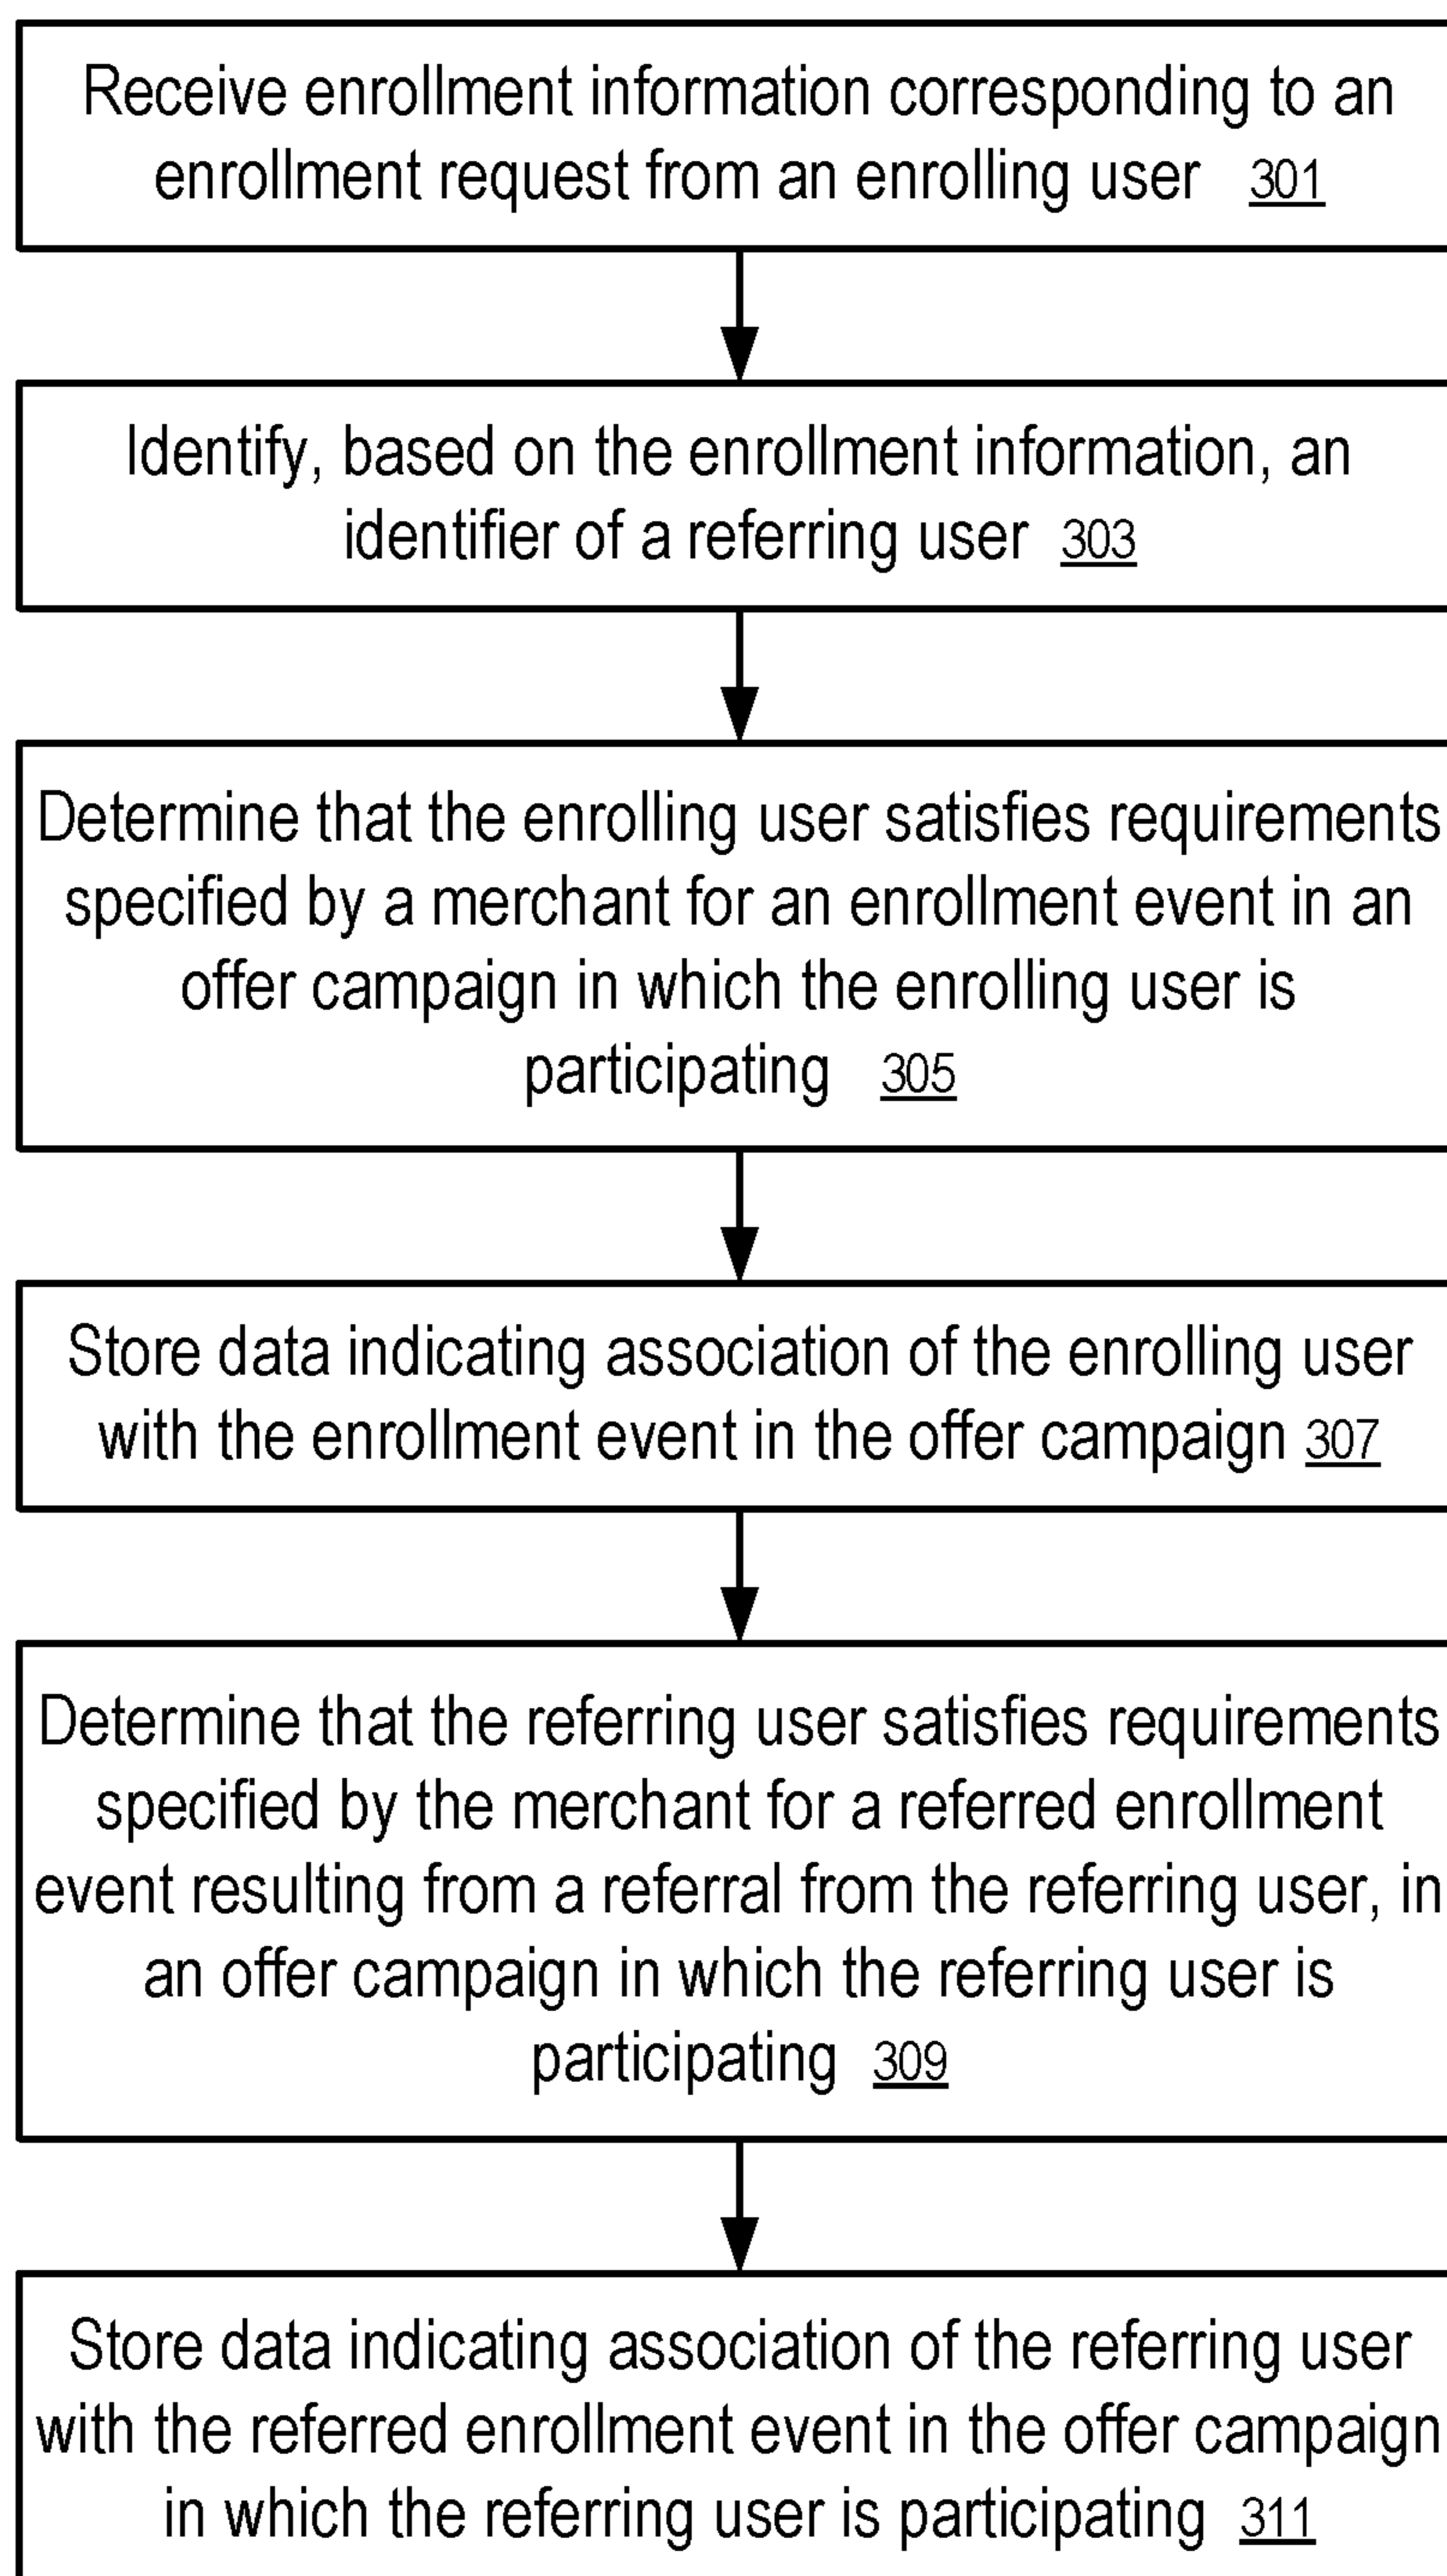 Receive enrollment information corresponding to an
enrollment request from an enrolling user 301
Identify, based on the enrollment information, an
identifier of a referring user 303
Determine that the enrolling user satisfies requirements
specified by a merchant for an enrollment event in an
offer campaign in which the enrolling user is
participating 305
Store data indicating association of the enrolling user
with the enrollment event in the offer campaign 307
Determine that the referring user satisfies requirements
specified by the merchant for a referred enrollment
event resulting from a referral from the referring user, in
an offer campaign in which the referring user is
participating 309
Store data indicating association of the referring user
with the referred enrollment event in the offer campaign
in which the referring user is participating 311